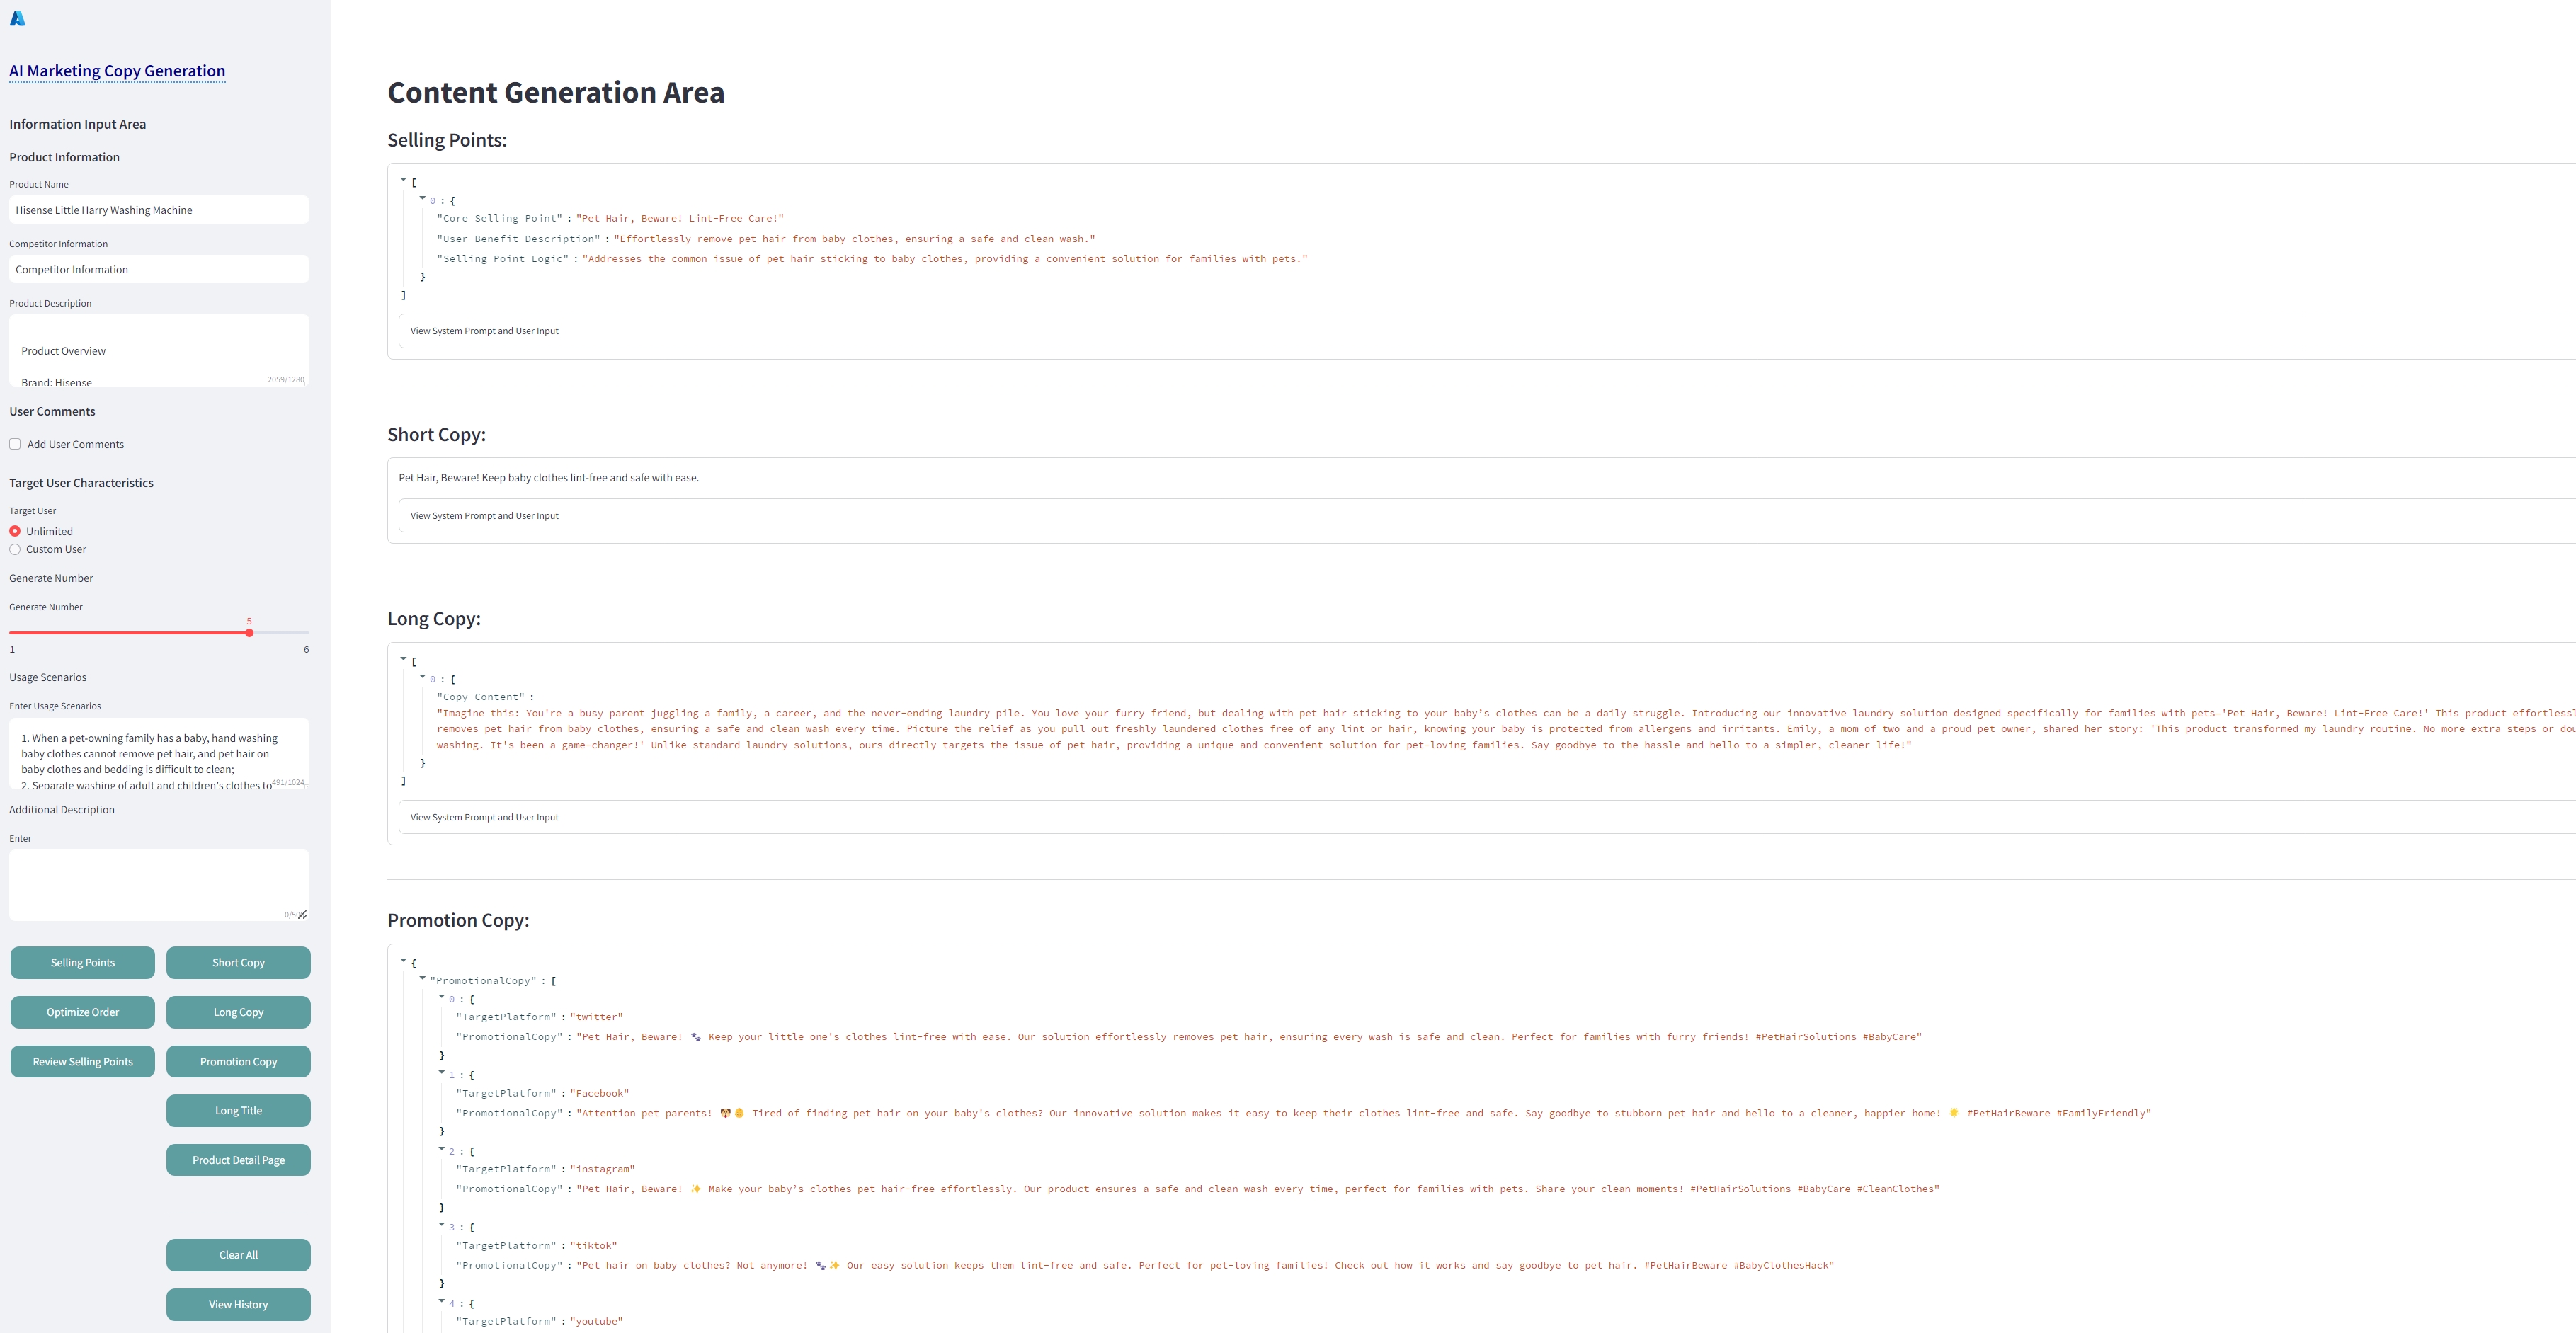 AI Marketing Copy Generation
Information Input Area
Product Information
Product Name
Hisense Little Harry Washing Machine
Competitor Information
Competitor Information
Product Description
Product Overview
Brand: Hisense
2059/1280
User Comments
Add User Comments
Target User Characteristics
Target User
Unlimited
Custom User
Generate Number
Generate Number
5
1 6
Usage Scenarios
Enter Usage Scenarios
1. When a pet-owning family has a baby, hand washing
baby clothes cannot remove pet hair, and pet hair on
baby clothes and bedding is difficult to clean;
2. Separate washing of adult and children's clothes to
491/1024
Additional Description
Enter
Selling Points Short Copy
Optimize Order Long Copy
Review Selling Points Promotion Copy
Long Title
Product Detail Page
Clear All
View History
Content Generation Area
Selling Points:
[
0 : {
"Core Selling Point" : "Pet Hair, Beware! Lint-Free Care!"
"User Benefit Description" : "Effortlessly remove pet hair from baby clothes, ensuring a safe and clean wash."
"Selling Point Logic" : "Addresses the common issue of pet hair sticking to baby clothes, providing a convenient solution for families with pets."
}
]
View System Prompt and User Input
Short Copy:
Pet Hair, Beware! Keep baby clothes lint-free and safe with ease.
View System Prompt and User Input
Long Copy:
[
0 : {
"Copy Content" :
"Imagine this: You're a busy parent juggling a family, a career, and the never-ending laundry pile. You love your furry friend, but dealing with pet hair sticking to your baby’s clothes can be a daily struggle. Introducing our innovative laundry solution designed specifically for families with pets—'Pet Hair, Beware! Lint-Free Care!' This product effortlessl
removes pet hair from baby clothes, ensuring a safe and clean wash every time. Picture the relief as you pull out freshly laundered clothes free of any lint or hair, knowing your baby is protected from allergens and irritants. Emily, a mom of two and a proud pet owner, shared her story: 'This product transformed my laundry routine. No more extra steps or dou
washing. It's been a game-changer!' Unlike standard laundry solutions, ours directly targets the issue of pet hair, providing a unique and convenient solution for pet-loving families. Say goodbye to the hassle and hello to a simpler, cleaner life!"
}
]
View System Prompt and User Input
Promotion Copy:
{
"PromotionalCopy" : [
0 : {
"TargetPlatform" : "twitter"
"PromotionalCopy" : "Pet Hair, Beware! 🐾 Keep your little one's clothes lint-free with ease. Our solution effortlessly removes pet hair, ensuring every wash is safe and clean. Perfect for families with furry friends! #PetHairSolutions #BabyCare"
}
1 : {
"TargetPlatform" : "Facebook"
"PromotionalCopy" : "Attention pet parents! 🐶👶 Tired of finding pet hair on your baby's clothes? Our innovative solution makes it easy to keep their clothes lint-free and safe. Say goodbye to stubborn pet hair and hello to a cleaner, happier home! 🌟 #PetHairBeware #FamilyFriendly"
}
2 : {
"TargetPlatform" : "instagram"
"PromotionalCopy" : "Pet Hair, Beware! ✨ Make your baby’s clothes pet hair-free effortlessly. Our product ensures a safe and clean wash every time, perfect for families with pets. Share your clean moments! #PetHairSolutions #BabyCare #CleanClothes"
}
3 : {
"TargetPlatform" : "tiktok"
"PromotionalCopy" : "Pet hair on baby clothes? Not anymore! 🐾✨ Our easy solution keeps them lint-free and safe. Perfect for pet-loving families! Check out how it works and say goodbye to pet hair. #PetHairBeware #BabyClothesHack"
}
4 : {
"TargetPlatform" : "youtube"